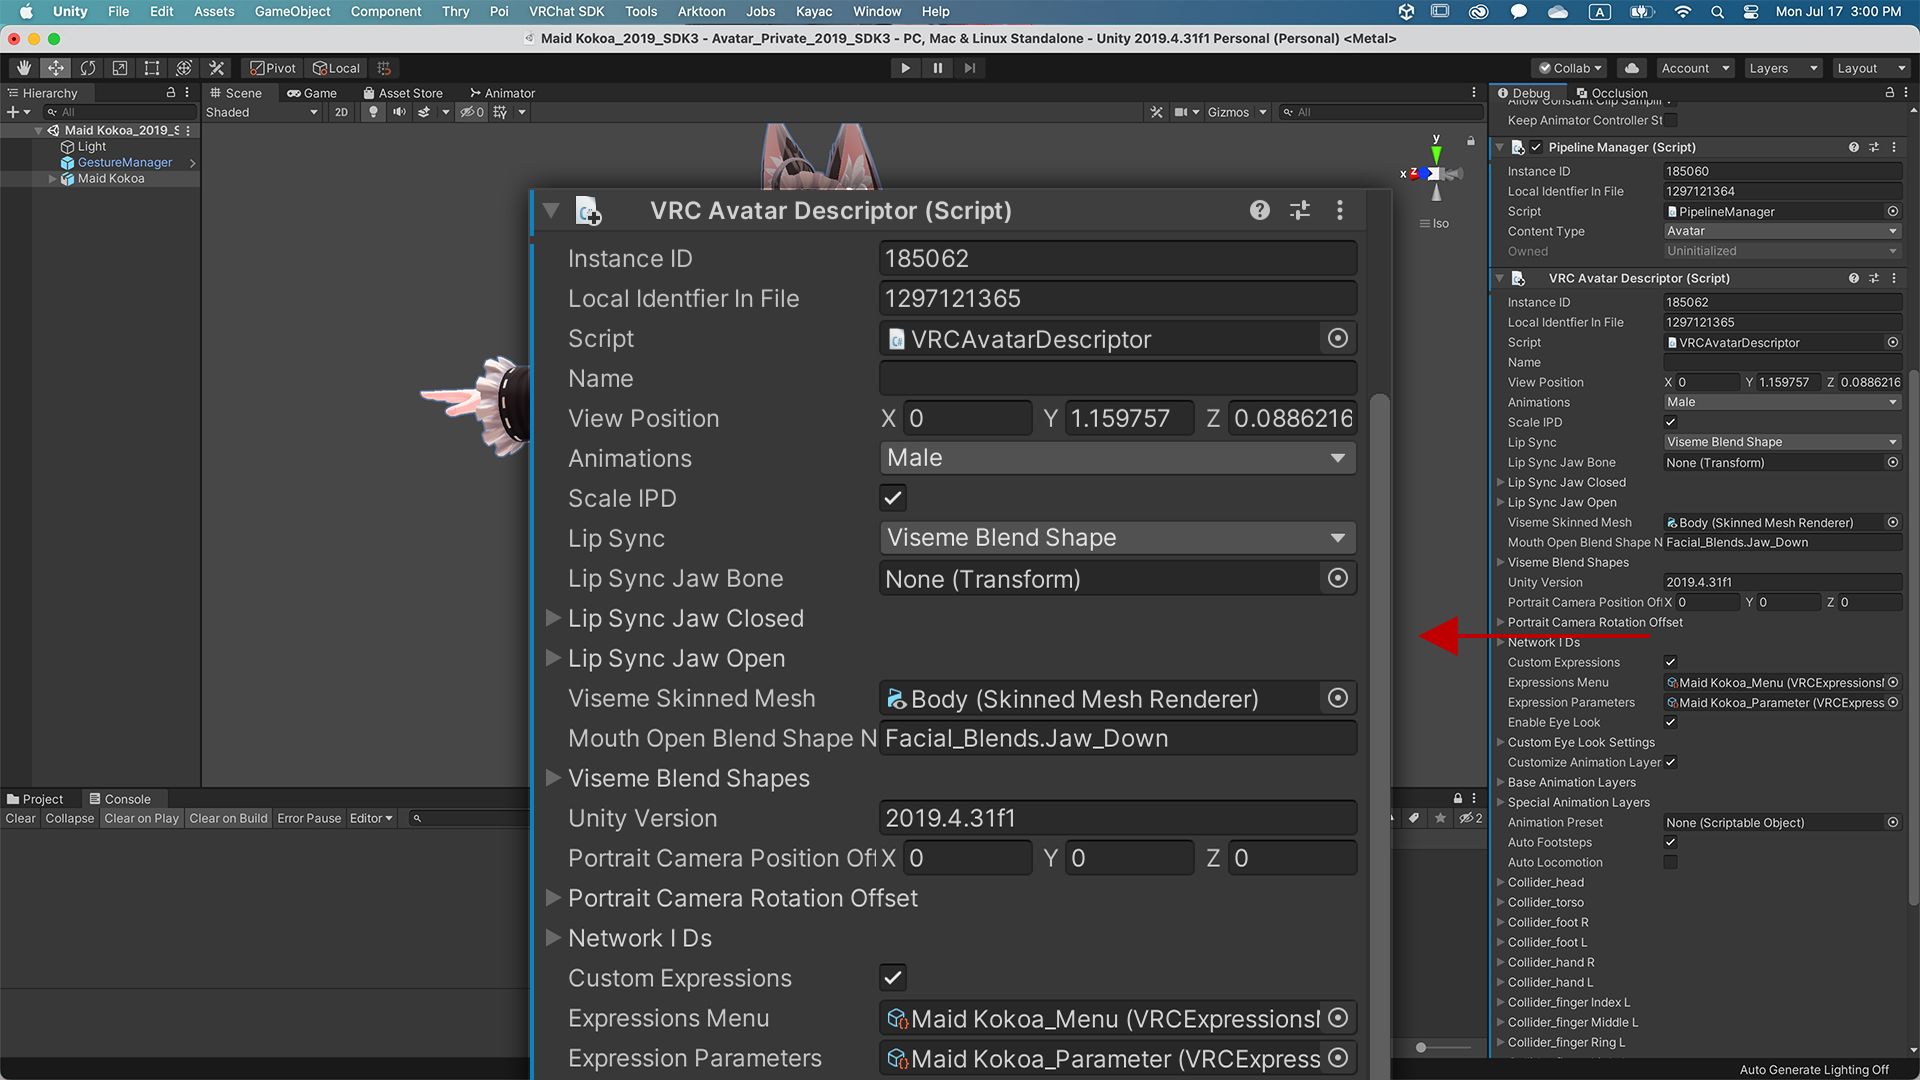 Unity File Edit Assets GameObject Component Thry Poi VRChat SDK Tools Arktoon Jobs Kayac Window Help A Mon Jul 17 3:00 PM
Maid Kokoa_2019_SDK3 - Avatar_Private_2019_SDK3 - PC, Mac & Linux Standalone - Unity 2019.4.31f1 Personal (Personal) <Metal>
Pivot Local Collab Account Layers Layout
Hierarchy
All
Maid Kokoa_2019_S
Light
GestureManager
Maid Kokoa
Scene Game Asset Store Animator
Shaded 2D 0 Gizmos All
y
x z
Iso
VRC Avatar Descriptor (Script)
Instance ID 185062
Local Identfier In File 1297121365
Script VRCAvatarDescriptor
Name
View Position X 0 Y 1.159757 Z 0.0886216
Animations Male
Scale IPD
Lip Sync Viseme Blend Shape
Lip Sync Jaw Bone None (Transform)
Lip Sync Jaw Closed
Lip Sync Jaw Open
Viseme Skinned Mesh Body (Skinned Mesh Renderer)
Mouth Open Blend Shape N Facial_Blends.Jaw_Down
Viseme Blend Shapes
Unity Version 2019.4.31f1
Portrait Camera Position Off X 0 Y 0 Z 0
Portrait Camera Rotation Offset
Network I Ds
Custom Expressions
Expressions Menu Maid Kokoa_Menu (VRCExpressionsM
Expression Parameters Maid Kokoa_Parameter (VRCExpress
Project Console
Clear Collapse Clear on Play Clear on Build Error Pause Editor
2
Debug Occlusion
Allow Constant Clip Sampli
Keep Animator Controller St
Pipeline Manager (Script)
Instance ID 185060
Local Identfier In File 1297121364
Script PipelineManager
Content Type Avatar
Owned Uninitialized
VRC Avatar Descriptor (Script)
Instance ID 185062
Local Identfier In File 1297121365
Script VRCAvatarDescriptor
Name
View Position X 0 Y 1.159757 Z 0.0886216
Animations Male
Scale IPD
Lip Sync Viseme Blend Shape
Lip Sync Jaw Bone None (Transform)
Lip Sync Jaw Closed
Lip Sync Jaw Open
Viseme Skinned Mesh Body (Skinned Mesh Renderer)
Mouth Open Blend Shape N Facial_Blends.Jaw_Down
Viseme Blend Shapes
Unity Version 2019.4.31f1
Portrait Camera Position Off X 0 Y 0 Z 0
Portrait Camera Rotation Offset
Network I Ds
Custom Expressions
Expressions Menu Maid Kokoa_Menu (VRCExpressionsM
Expression Parameters Maid Kokoa_Parameter (VRCExpress
Enable Eye Look
Custom Eye Look Settings
Customize Animation Layer
Base Animation Layers
Special Animation Layers
Animation Preset None (Scriptable Object)
Auto Footsteps
Auto Locomotion
Collider_head
Collider_torso
Collider_foot R
Collider_foot L
Collider_hand R
Collider_hand L
Collider_finger Index L
Collider_finger Middle L
Collider_finger Ring L
Auto Generate Lighting Off